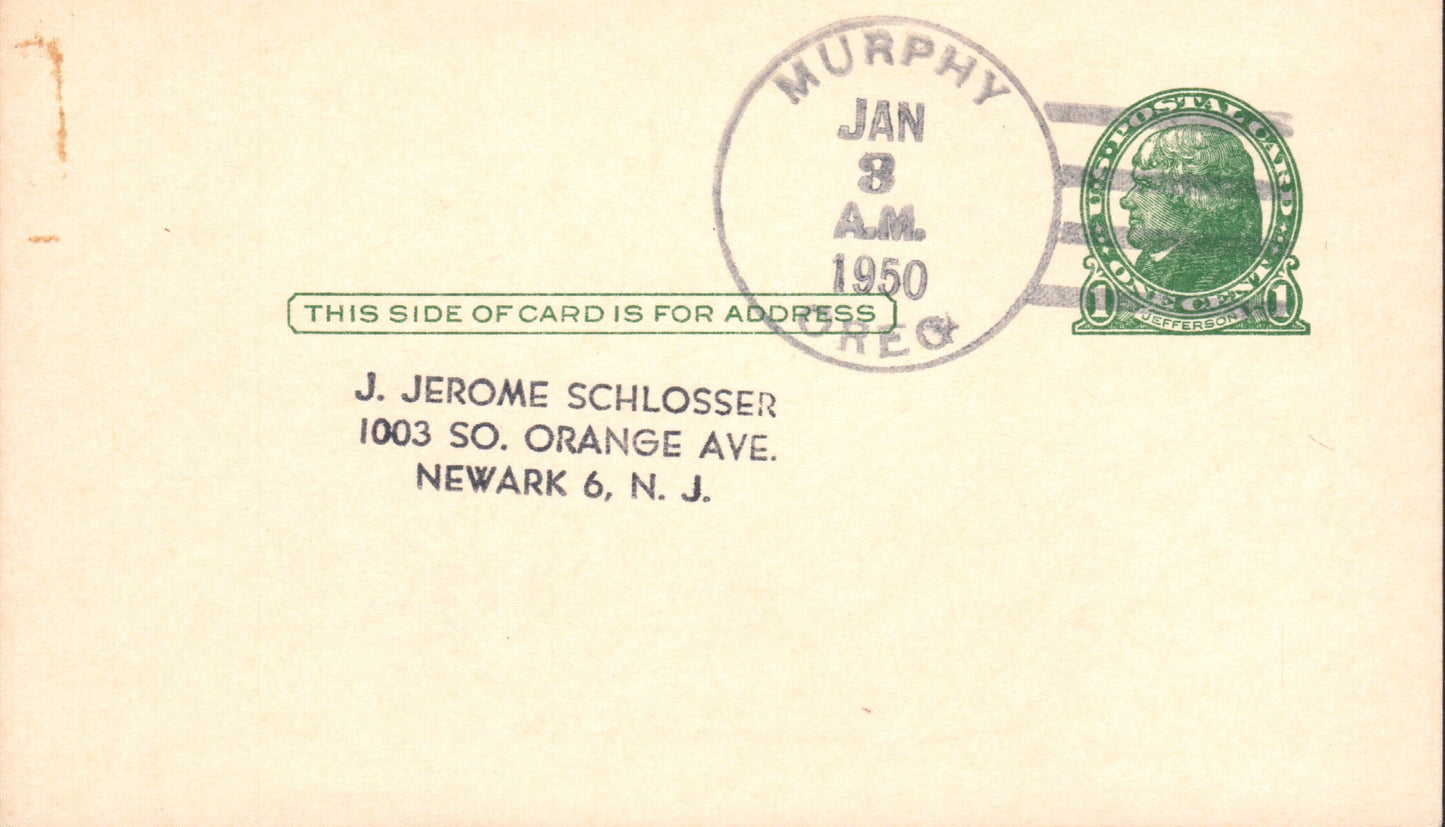 MURPHY
JAN
3
A.M.
1950
OREG
U.S. POSTAL CARD
ONE CENT
1 JEFFERSON 1
THIS SIDE OF CARD IS FOR ADDRESS
J. JEROME SCHLOSSER
1003 SO. ORANGE AVE.
NEWARK 6, N. J.